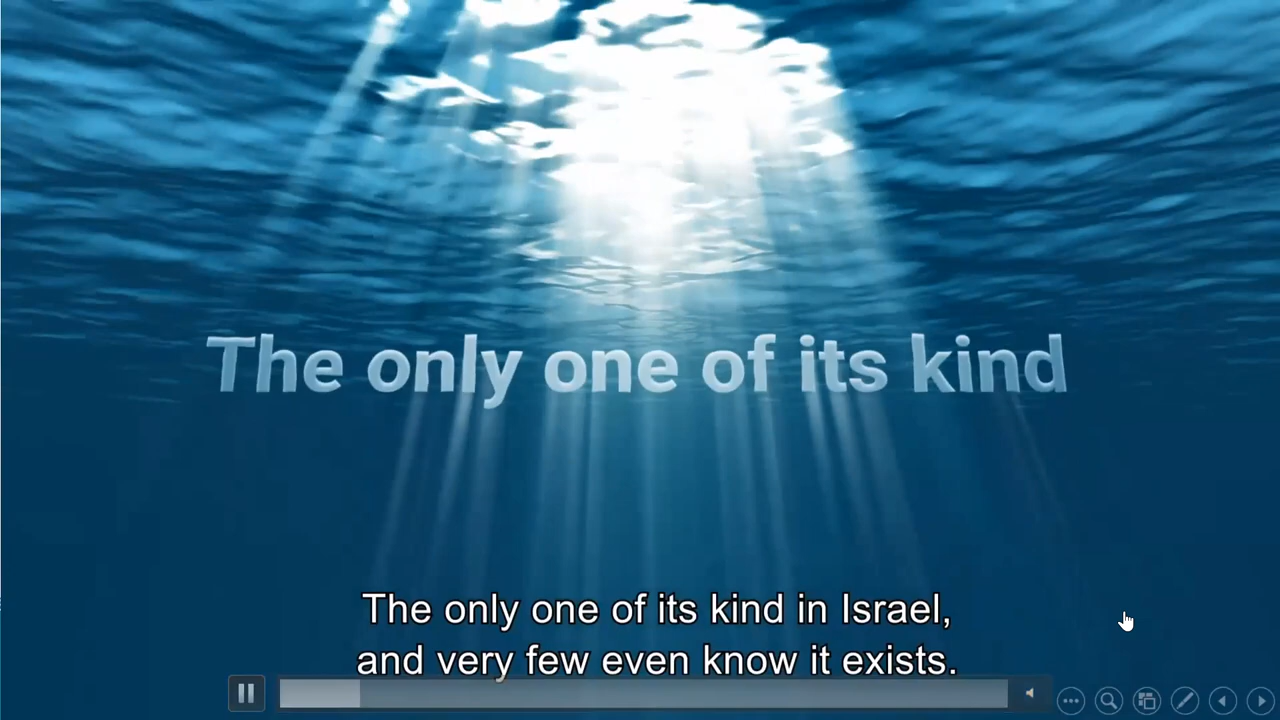 The only one of its kind
The only one of its kind in Israel,
and very few even know it exists.